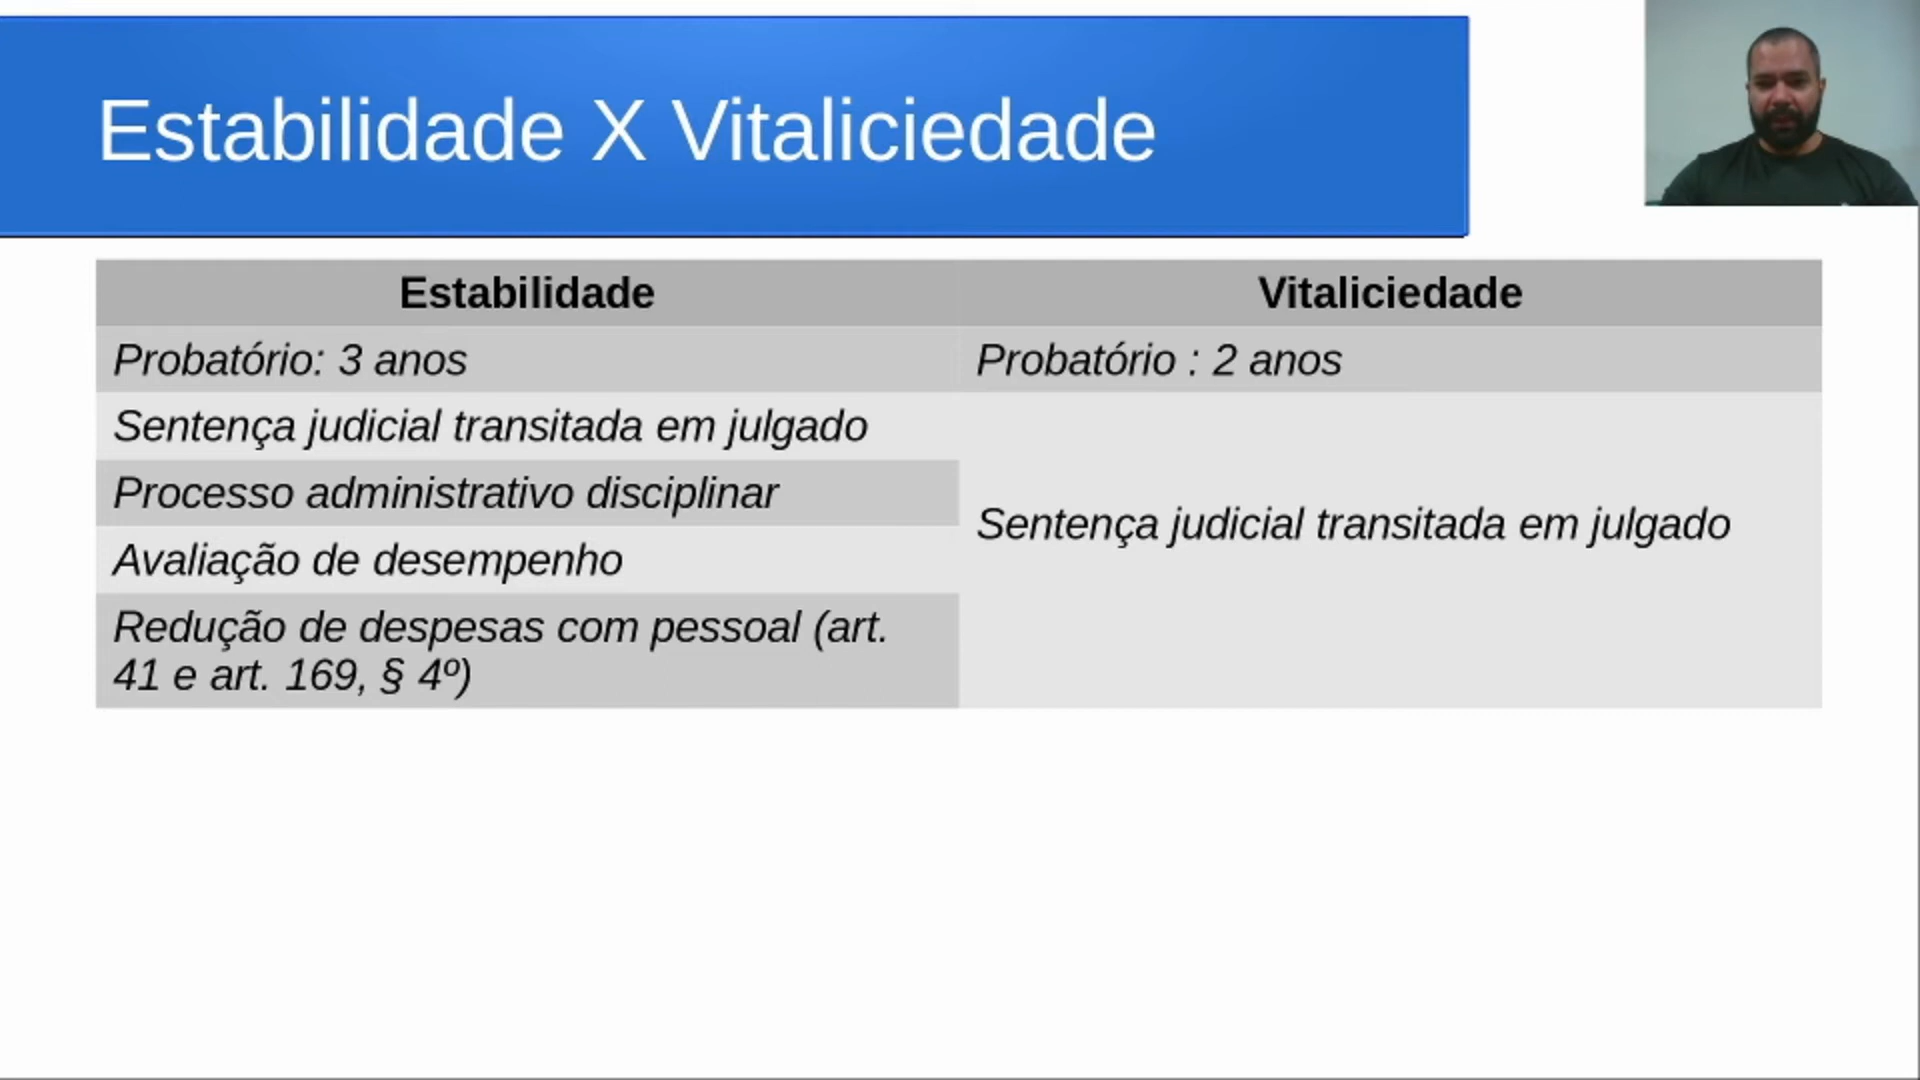 Estabilidade X Vitaliciedade
Estabilidade
Vitaliciedade
Probatório: 3 anos
Probatório : 2 anos
Sentença judicial transitada em julgado
Processo administrativo disciplinar
Sentença judicial transitada em julgado
Avaliação de desempenho
Redução de despesas com pessoal (art.
41 e art. 169, § 4º)